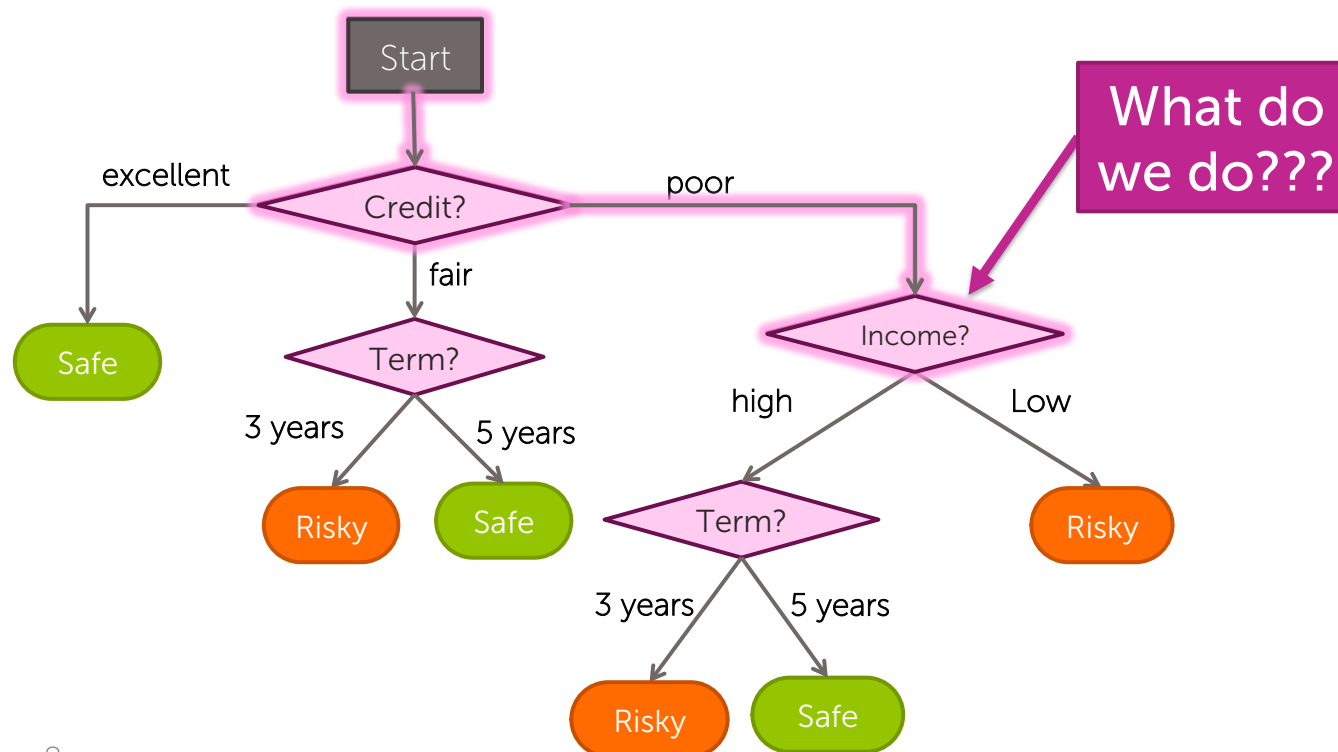 Start
What do
we do???
excellent
Credit?
poor
fair
Income?
Safe
Term?
high
Low
3 years
5 years
Risky
Safe
Term?
Risky
3 years
5 years
Risky
Safe